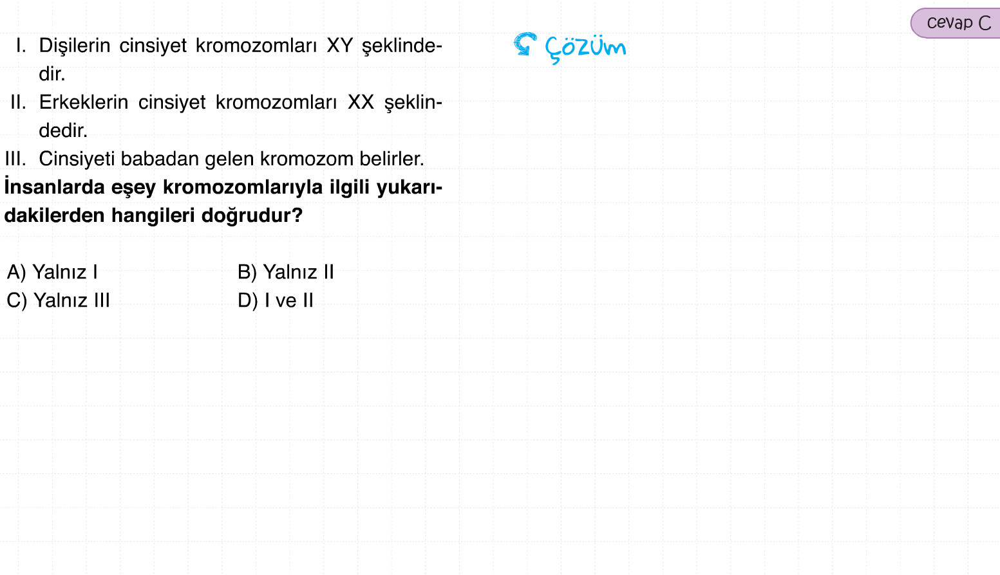 I. Dişilerin cinsiyet kromozomları XY şeklinde-
dir.
II. Erkeklerin cinsiyet kromozomları XX şeklin-
dedir.
III. Cinsiyeti babadan gelen kromozom belirler.
İnsanlarda eşey kromozomlarıyla ilgili yukarı-
dakilerden hangileri doğrudur?
A) Yalnız I
B) Yalnız II
C) Yalnız III
D) I ve II
Çözüm
cevap C